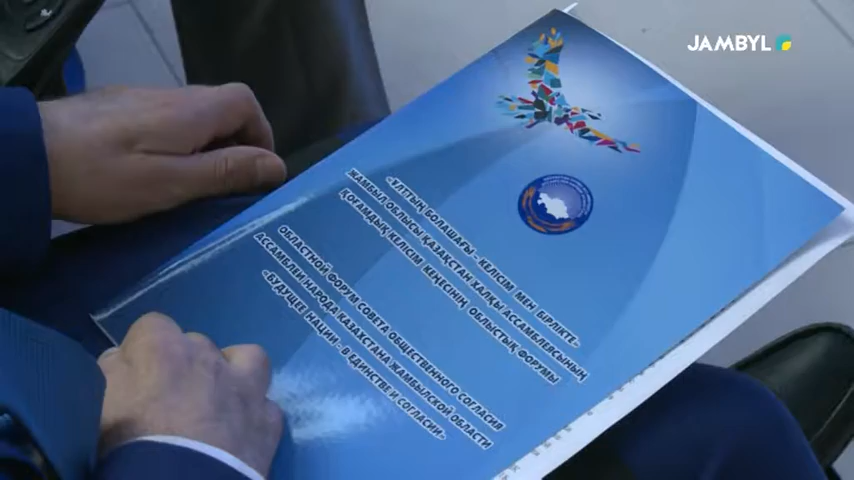 JAMBYL
«ҰЛТТЫҢ БОЛАШАҒЫ - КЕЛІСІМ МЕН БІРЛІКТЕ»
ЖАМБЫЛ ОБЛЫСЫ ҚАЗАҚСТАН ХАЛҚЫ АССАМБЛЕЯСЫНЫҢ
ҚОҒАМДЫҚ КЕЛІСІМ КЕҢЕСІНІҢ ОБЛЫСТЫҚ ФОРУМЫ
ОБЛАСТНОЙ ФОРУМ СОВЕТА ОБЩЕСТВЕННОГО СОГЛАСИЯ
АССАМБЛЕИ НАРОДА КАЗАХСТАНА ЖАМБЫЛСКОЙ ОБЛАСТИ
«БУДУЩЕЕ НАЦИИ - В ЕДИНСТВЕ И СОГЛАСИИ»